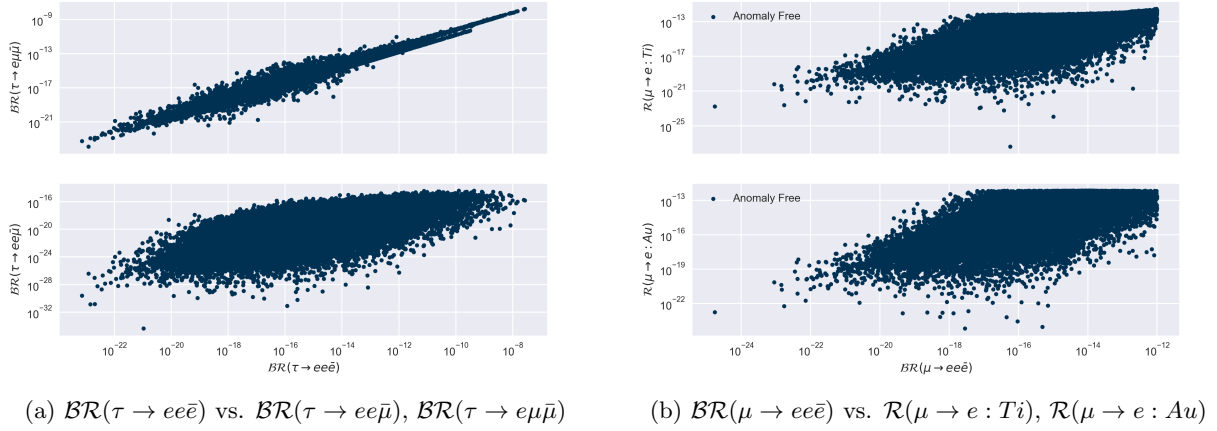 10⁻⁹
10⁻¹³
10⁻¹⁷
10⁻²¹
BR(τ → eμμ̄)
10⁻¹⁶
10⁻²⁰
10⁻²⁴
10⁻²⁸
10⁻³²
BR(τ → eeμ̄)
10⁻²² 10⁻²⁰ 10⁻¹⁸ 10⁻¹⁶ 10⁻¹⁴ 10⁻¹² 10⁻¹⁰ 10⁻⁸
BR(τ → eeē)
Anomaly Free
10⁻¹³
10⁻¹⁷
10⁻²¹
10⁻²⁵
R(μ → e : Ti)
Anomaly Free
10⁻¹³
10⁻¹⁶
10⁻¹⁹
10⁻²²
R(μ → e : Au)
10⁻²⁴ 10⁻²² 10⁻²⁰ 10⁻¹⁸ 10⁻¹⁶ 10⁻¹⁴ 10⁻¹²
BR(μ → eeē)
(a) BR(τ → eeē) vs. BR(τ → eeμ̄), BR(τ → eμμ̄)
(b) BR(μ → eeē) vs. R(μ → e : Ti), R(μ → e : Au)